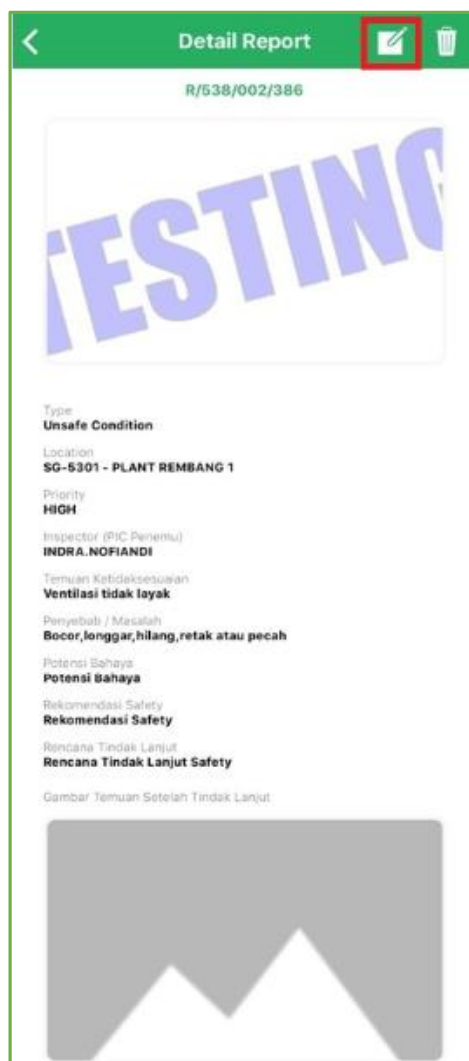 Detail Report
R/538/002/386
TESTING
Type
Unsafe Condition
Location
SG-5301 - PLANT REMBANG 1
Priority
HIGH
Inspector (PIC Penemu)
INDRA.NOFIANDI
Temuan Ketidaksesuaian
Ventilasi tidak layak
Penyebab / Masalah
Bocor,longgar,hilang,retak atau pecah
Potensi Bahaya
Potensi Bahaya
Rekomendasi Safety
Rekomendasi Safety
Rencana Tindak Lanjut
Rencana Tindak Lanjut Safety
Gambar Temuan Setelah Tindak Lanjut